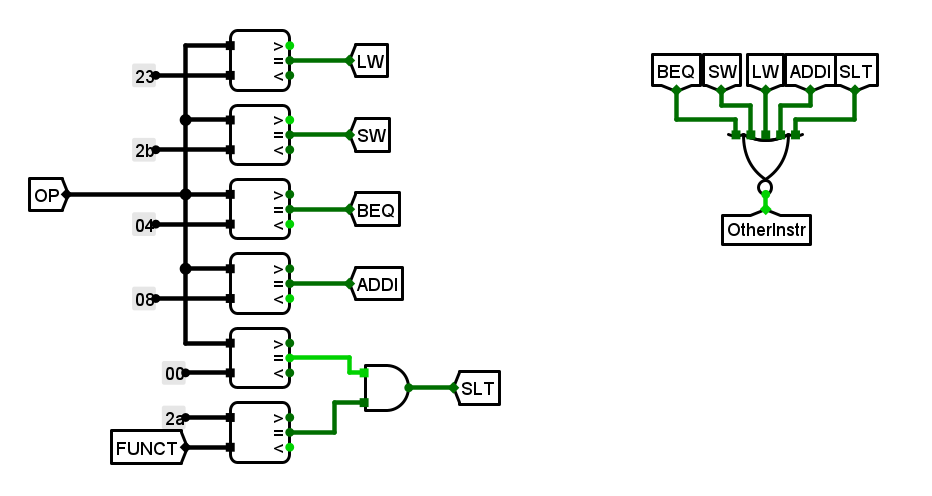 > = < LW
23
> = < SW
2b
OP
> = < BEQ
04
> = < ADDI
08
> = <
00
> = < SLT
2a
FUNCT
BEQ SW LW ADDI SLT
OtherInstr